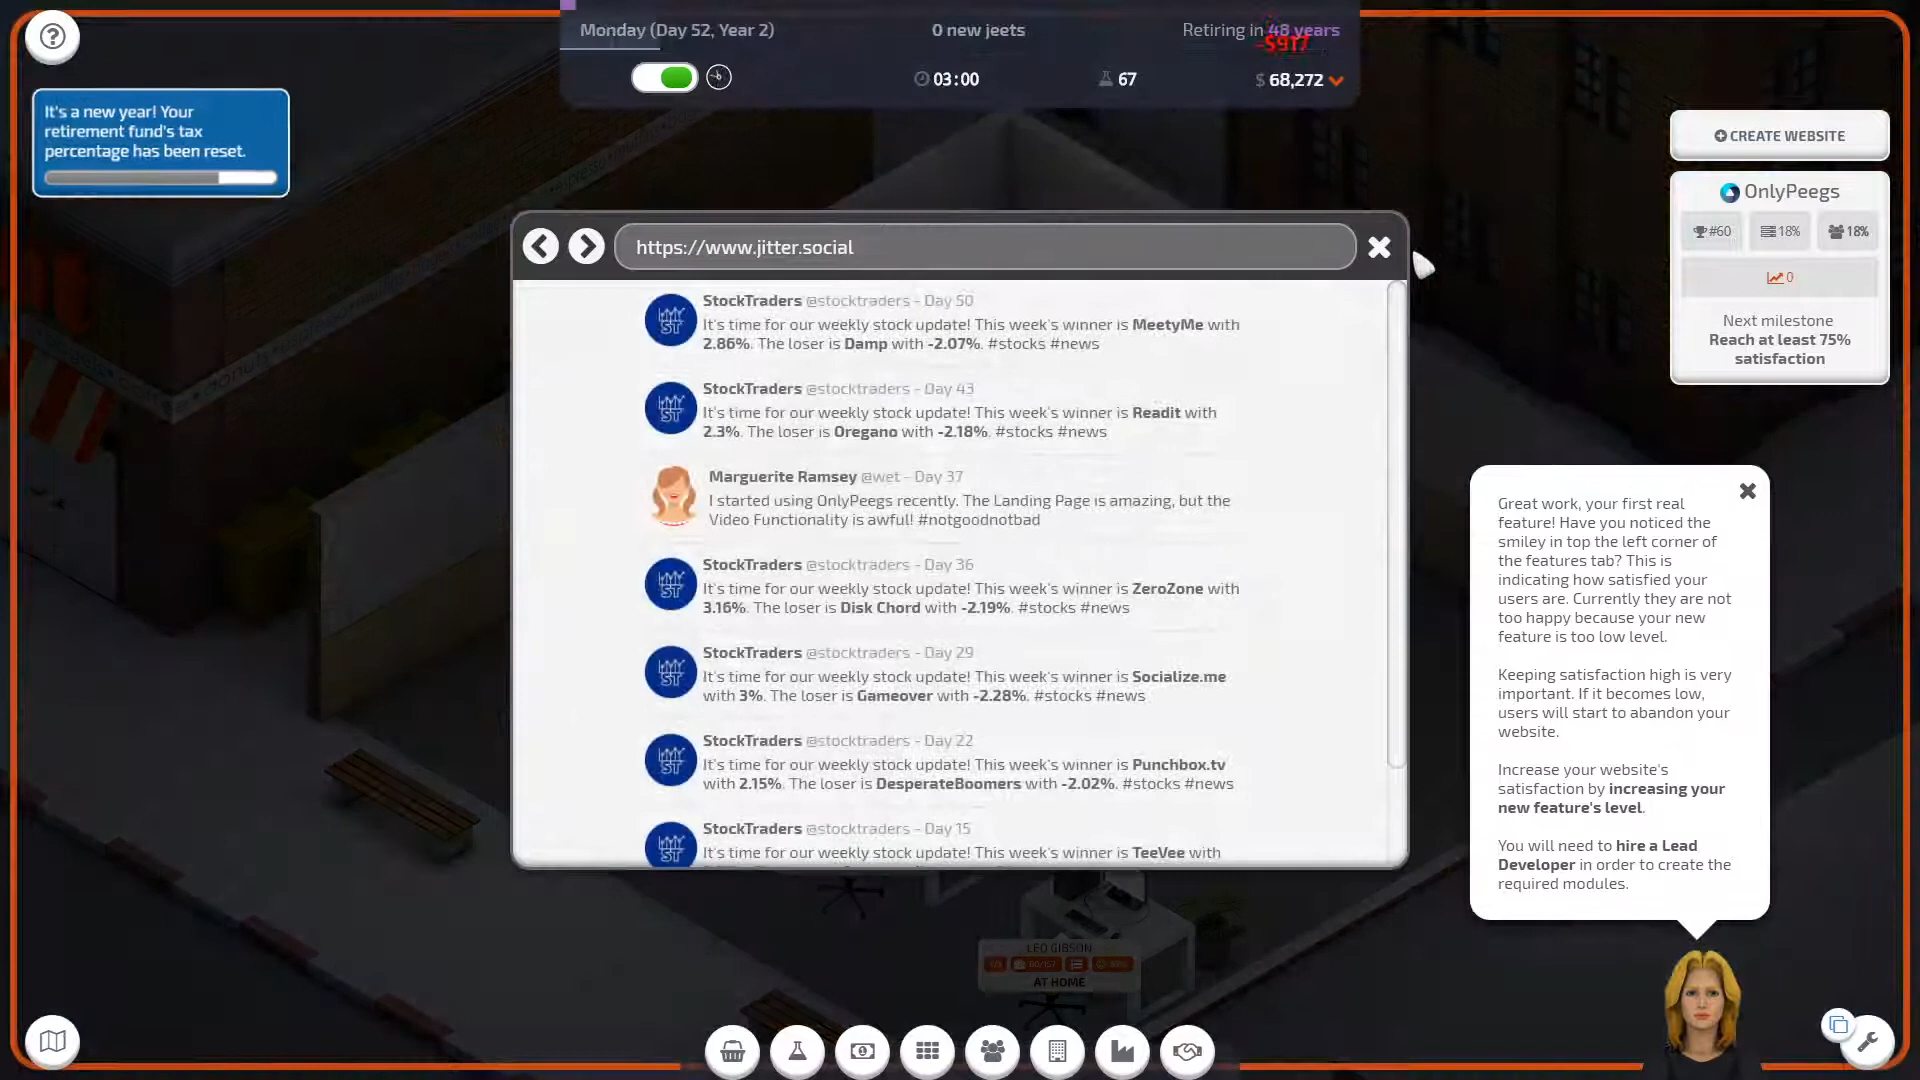 Monday (Day 52, Year 2)
0 new jeets
Retiring in 48 years
-$917
03:00
67
$ 68,272
It's a new year! Your
retirement fund's tax
percentage has been reset.
CREATE WEBSITE
OnlyPeegs
#60
18%
18%
0
Next milestone
Reach at least 75%
satisfaction
https://www.jitter.social
StockTraders @stocktraders - Day 50
It's time for our weekly stock update! This week's winner is MeetyMe with
2.86%. The loser is Damp with -2.07%. #stocks #news
StockTraders @stocktraders - Day 43
It's time for our weekly stock update! This week's winner is Readit with
2.3%. The loser is Oregano with -2.18%. #stocks #news
Marguerite Ramsey @wet - Day 37
I started using OnlyPeegs recently. The Landing Page is amazing, but the
Video Functionality is awful! #notgoodnotbad
StockTraders @stocktraders - Day 36
It's time for our weekly stock update! This week's winner is ZeroZone with
3.16%. The loser is Disk Chord with -2.19%. #stocks #news
StockTraders @stocktraders - Day 29
It's time for our weekly stock update! This week's winner is Socialize.me
with 3%. The loser is Gameover with -2.28%. #stocks #news
StockTraders @stocktraders - Day 22
It's time for our weekly stock update! This week's winner is Punchbox.tv
with 2.15%. The loser is DesperateBoomers with -2.02%. #stocks #news
StockTraders @stocktraders - Day 15
It's time for our weekly stock update! This week's winner is TeeVee with
Great work, your first real
feature! Have you noticed the
smiley in top the left corner of
the features tab? This is
indicating how satisfied your
users are. Currently they are not
too happy because your new
feature is too low level.
Keeping satisfaction high is very
important. If it becomes low,
users will start to abandon your
website.
Increase your website's
satisfaction by increasing your
new feature's level.
You will need to hire a Lead
Developer in order to create the
required modules.
LEO GIBSON
AT HOME